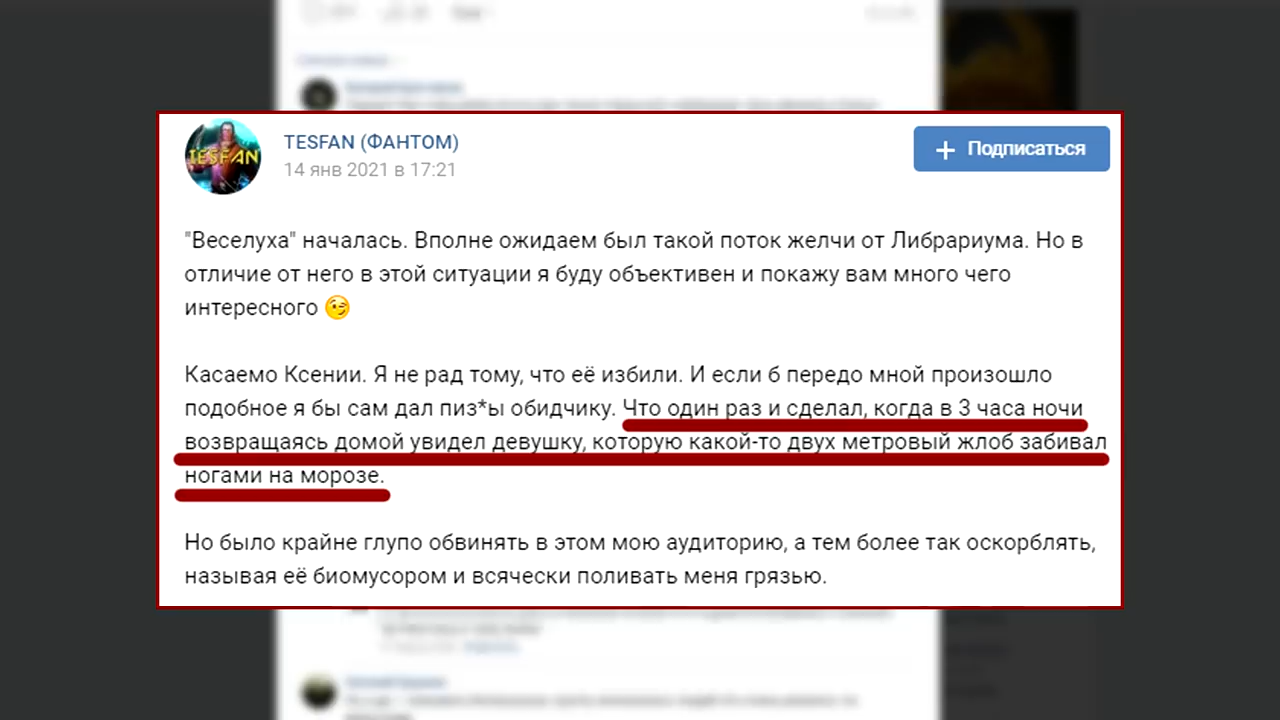 TESFAN
TESFAN (ФАНТОМ)
14 янв 2021 в 17:21
+ Подписаться
"Веселуха" началась. Вполне ожидаем был такой поток желчи от Либрариума. Но в
отличие от него в этой ситуации я буду объективен и покажу вам много чего
интересного 😏
Касаемо Ксении. Я не рад тому, что её избили. И если б передо мной произошло
подобное я бы сам дал пиз*ы обидчику. Что один раз и сделал, когда в 3 часа ночи
возвращаясь домой увидел девушку, которую какой-то двух метровый жлоб забивал
ногами на морозе.
Но было крайне глупо обвинять в этом мою аудиторию, а тем более так оскорблять,
называя её биомусором и всячески поливать меня грязью.